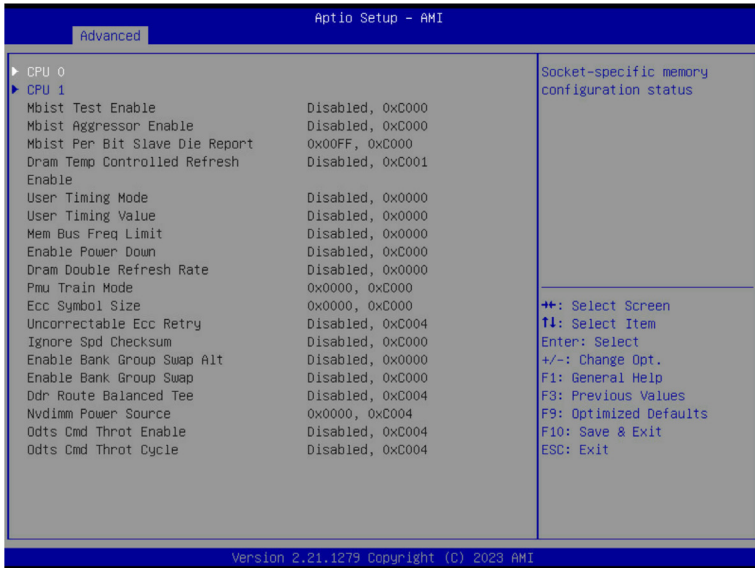 Aptio Setup – AMI
Advanced
CPU 0
CPU 1
Mbist Test Enable Disabled, 0xC000
Mbist Aggressor Enable Disabled, 0xC000
Mbist Per Bit Slave Die Report 0x00FF, 0xC000
Dram Temp Controlled Refresh Disabled, 0xC001
Enable
User Timing Mode Disabled, 0x0000
User Timing Value Disabled, 0x0000
Mem Bus Freq Limit Disabled, 0x0000
Enable Power Down Disabled, 0xC000
Dram Double Refresh Rate Disabled, 0x0000
Pmu Train Mode 0x0000, 0xC000
Ecc Symbol Size 0x0000, 0xC000
Uncorrectable Ecc Retry Disabled, 0xC004
Ignore Spd Checksum Disabled, 0xC000
Enable Bank Group Swap Alt Disabled, 0x0000
Enable Bank Group Swap Disabled, 0xC000
Ddr Route Balanced Tee Disabled, 0xC004
Nvdimm Power Source 0x0000, 0xC004
Odts Cmd Throt Enable Disabled, 0xC004
Odts Cmd Throt Cycle Disabled, 0xC004
Socket-specific memory
configuration status
→←: Select Screen
↑↓: Select Item
Enter: Select
+/-: Change Opt.
F1: General Help
F3: Previous Values
F9: Optimized Defaults
F10: Save & Exit
ESC: Exit
Version 2.21.1279 Copyright (C) 2023 AMI